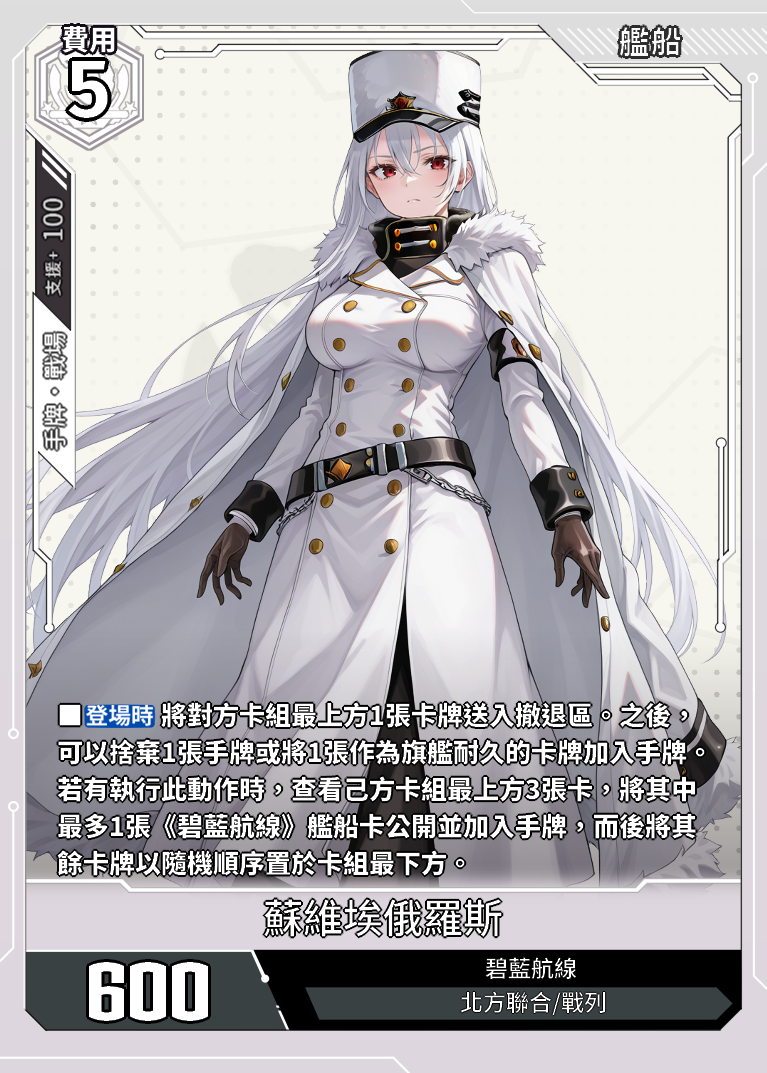 費用
5
艦船
支援+ 100
手牌・戰場
■登場時 將對方卡組最上方1張卡牌送入撤退區。之後，
可以捨棄1張手牌或將1張作為旗艦耐久的卡牌加入手牌。
若有執行此動作時，查看己方卡組最上方3張卡，將其中
最多1張《碧藍航線》艦船卡公開並加入手牌，而後將其
餘卡牌以隨機順序置於卡組最下方。
蘇維埃俄羅斯
600
碧藍航線
北方聯合/戰列